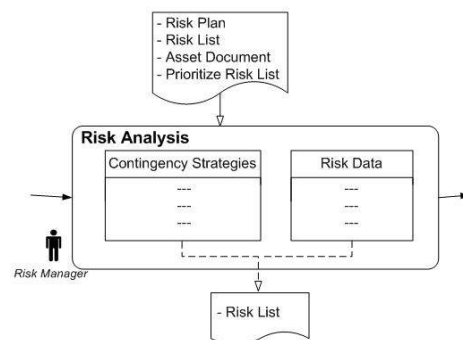 - Risk Plan
- Risk List
- Asset Document
- Prioritize Risk List
Risk Analysis
Contingency Strategies
Risk Data
---
---
---
---
---
---
Risk Manager
- Risk List